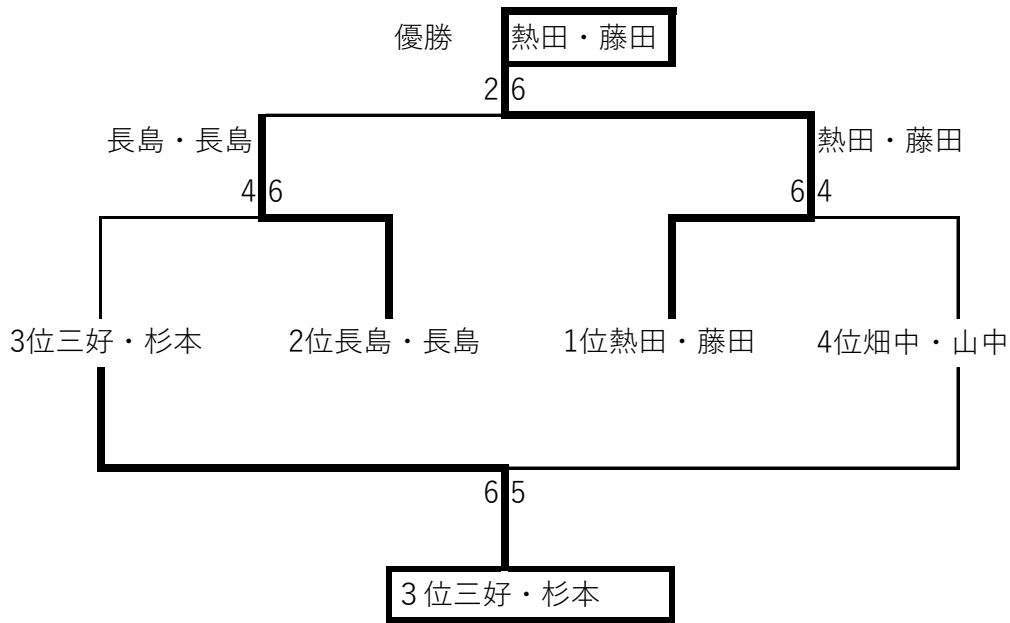 優勝 熱田・藤田
2 6
長島・長島 熱田・藤田
4 6 6 4
3位三好・杉本 2位長島・長島 1位熱田・藤田 4位畑中・山中
6 5
３位三好・杉本